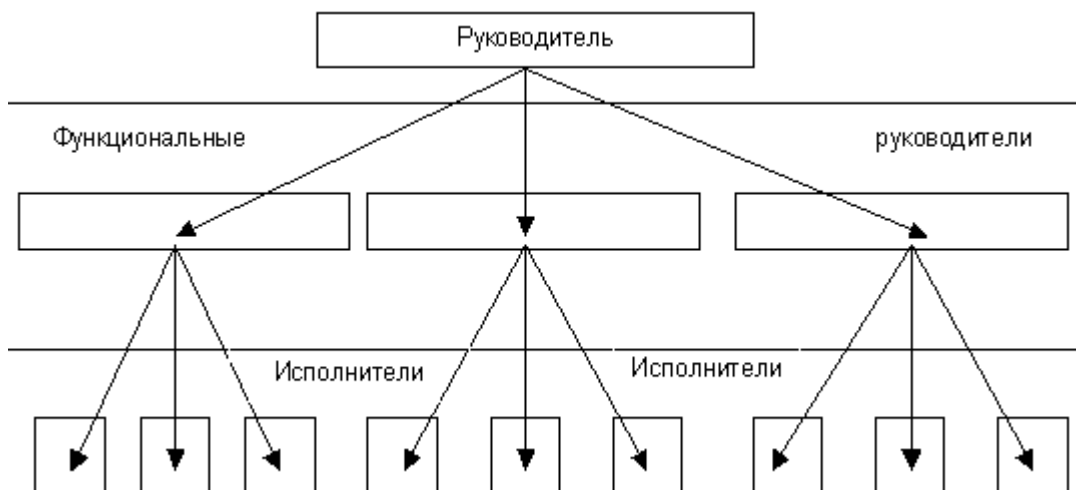 Руководитель
Функциональные руководители
Исполнители Исполнители